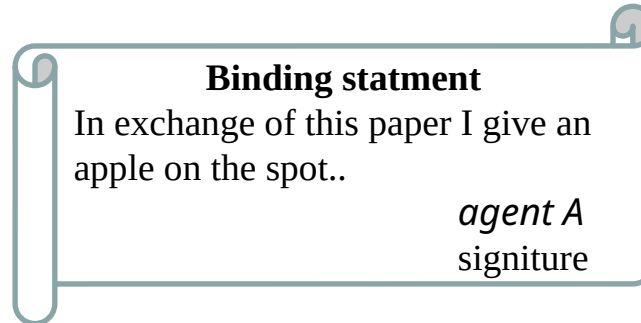 Binding statment
In exchange of this paper I give an
apple on the spot..
agent A
signiture